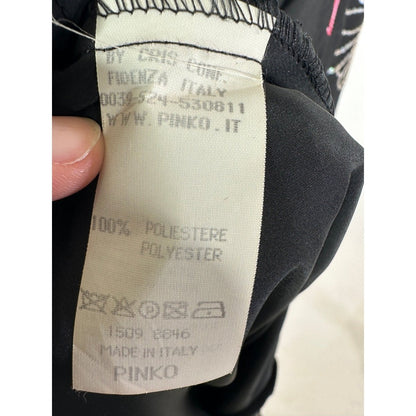 BY CRIS CONF.
FIDENZA ITALY
0039-524-530811
WWW.PINKO.IT
100% POLIESTERE
POLYESTER
1509 8846
MADE IN ITALY
PINKO